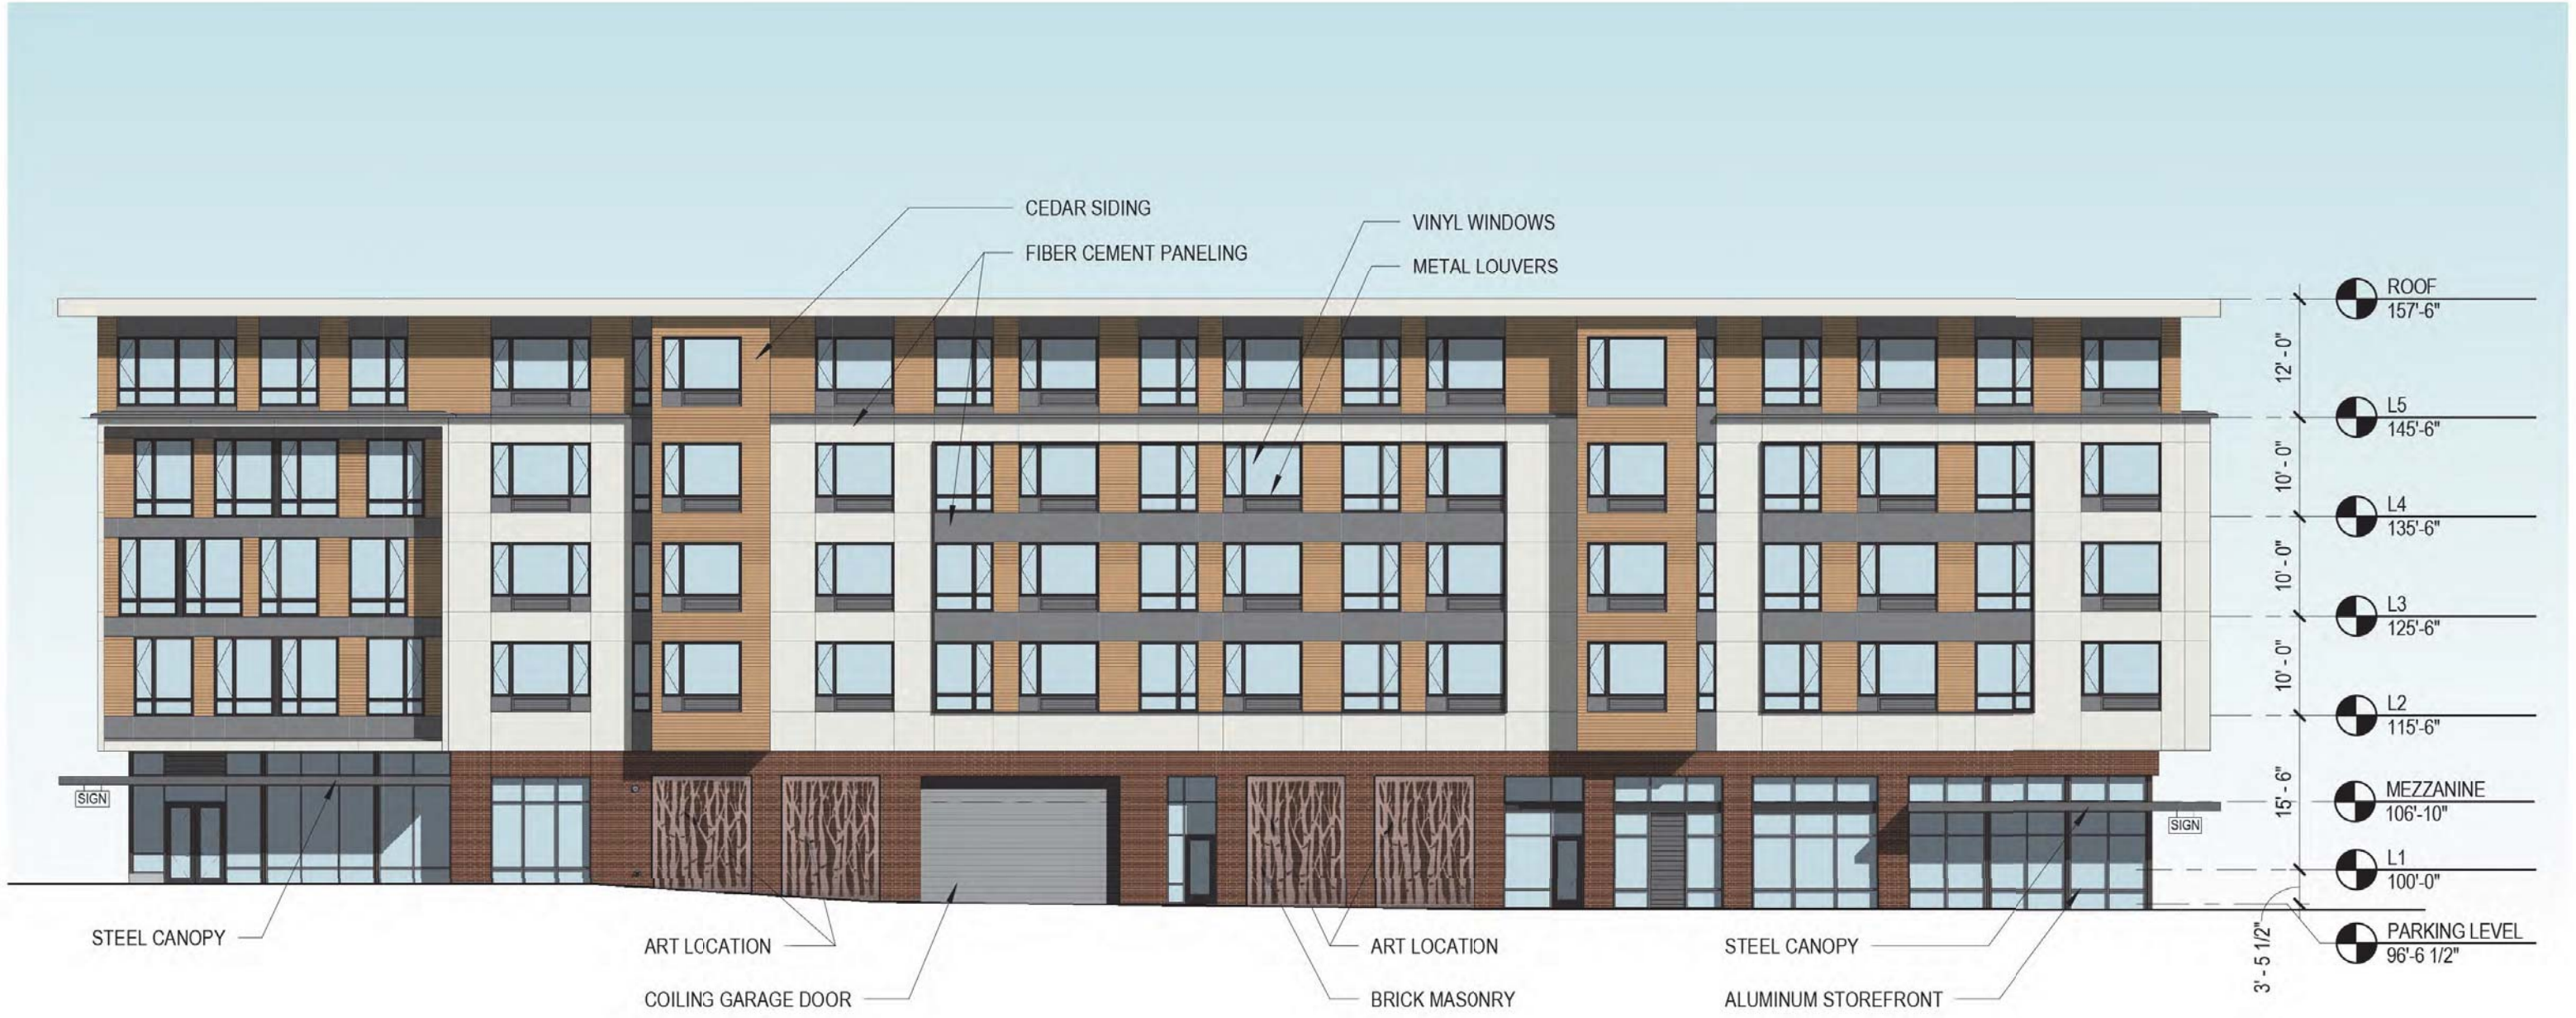 CEDAR SIDING
FIBER CEMENT PANELING
VINYL WINDOWS
METAL LOUVERS
ROOF
157'-6"
12' - 0"
L5
145'-6"
10' - 0"
L4
135'-6"
10' - 0"
L3
125'-6"
10' - 0"
L2
115'-6"
15' - 6"
MEZZANINE
106'-10"
L1
100'-0"
3' - 5 1/2"
PARKING LEVEL
96'-6 1/2"
SIGN
SIGN
STEEL CANOPY
ART LOCATION
COILING GARAGE DOOR
ART LOCATION
BRICK MASONRY
STEEL CANOPY
ALUMINUM STOREFRONT